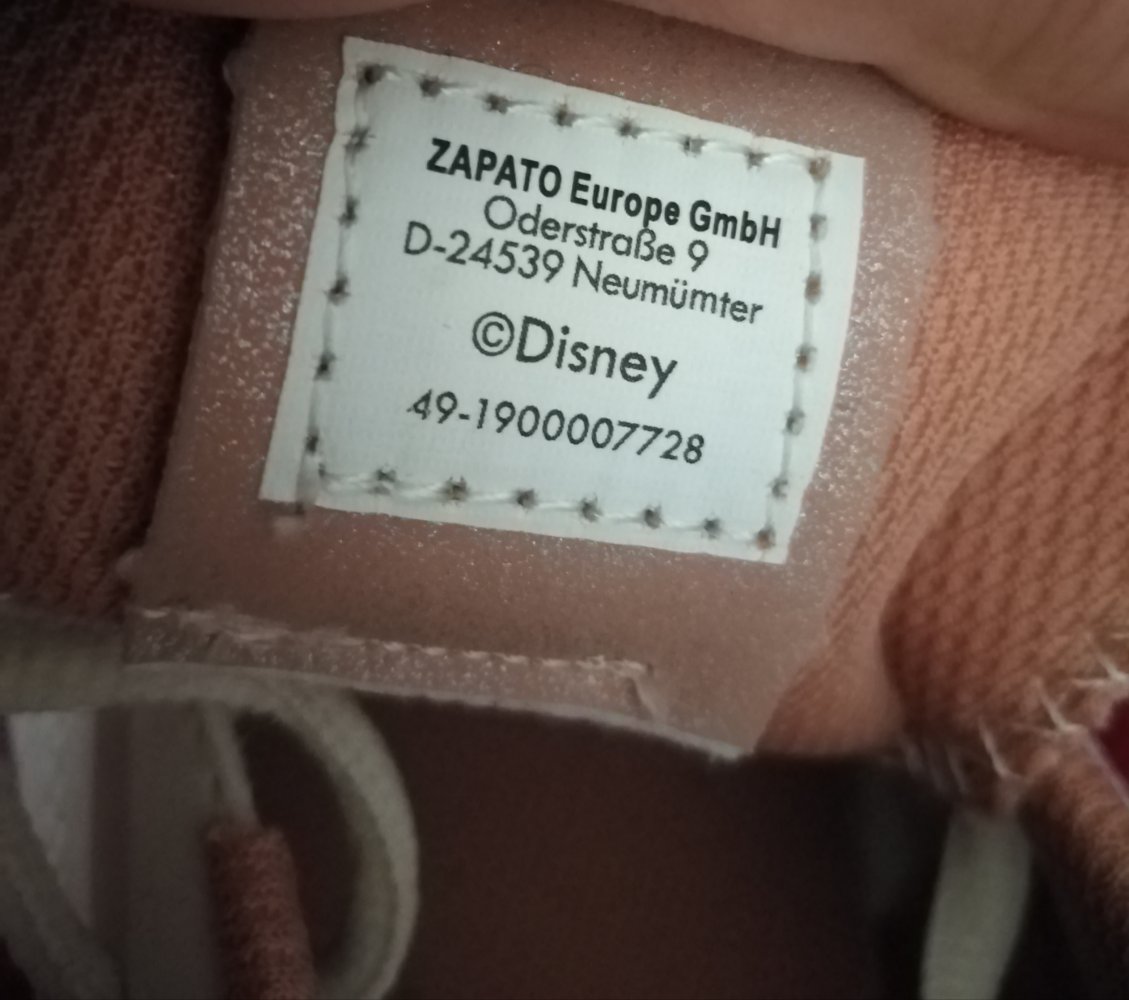 ZAPATO Europe GmbH
Oderstraße 9
D-24539 Neumümter
©Disney
49-1900007728